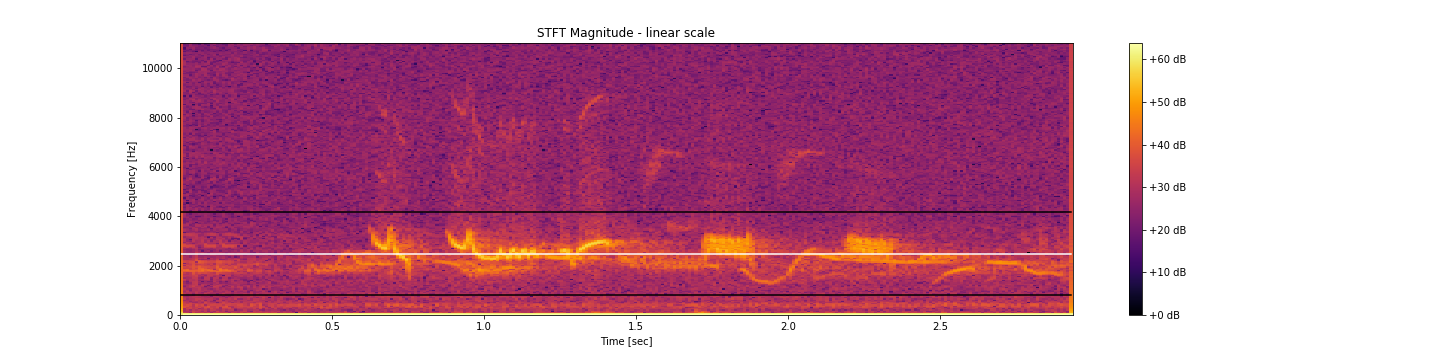 STFT Magnitude - linear scale
Frequency [Hz]
10000
8000
6000
4000
2000
0
0.0 0.5 1.0 1.5 2.0 2.5
Time [sec]
+60 dB
+50 dB
+40 dB
+30 dB
+20 dB
+10 dB
+0 dB